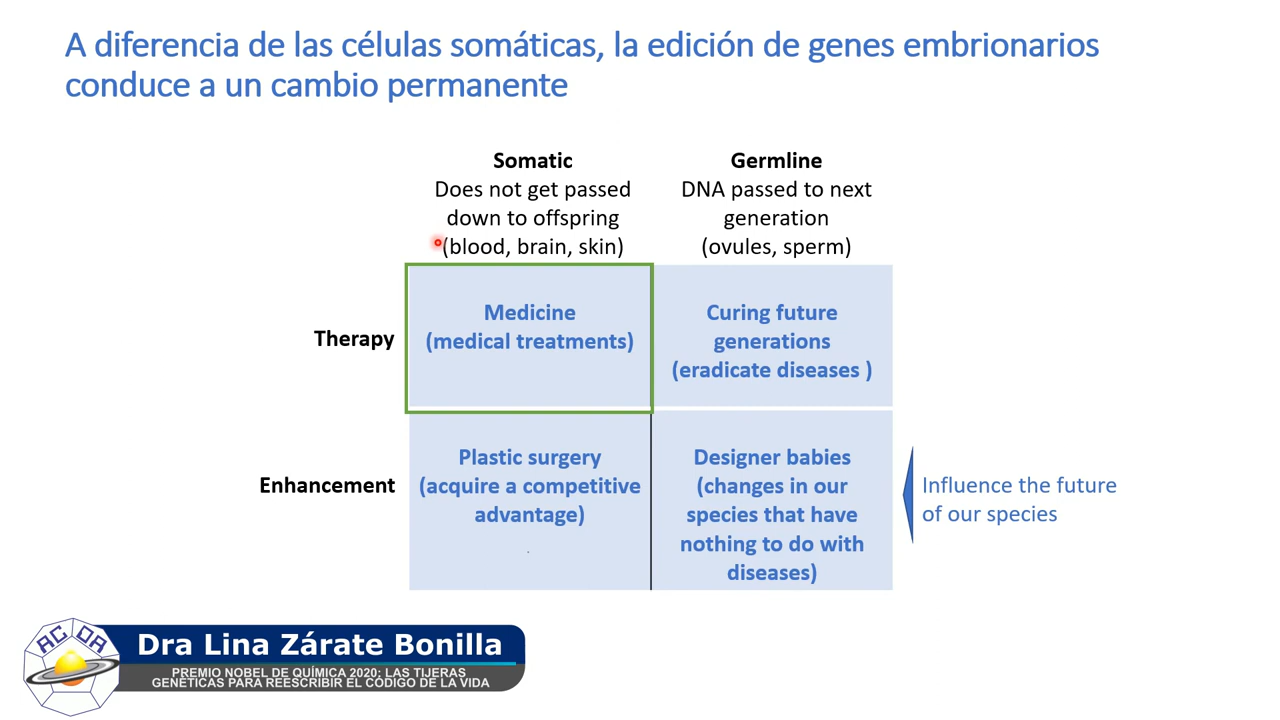 A diferencia de las células somáticas, la edición de genes embrionarios
conduce a un cambio permanente
Somatic
Does not get passed
down to offspring
(blood, brain, skin)
Germline
DNA passed to next
generation
(ovules, sperm)
Therapy
Medicine
(medical treatments)
Curing future
generations
(eradicate diseases )
Enhancement
Plastic surgery
(acquire a competitive
advantage)
.
Designer babies
(changes in our
species that have
nothing to do with
diseases)
Influence the future
of our species
ACDA
Dra Lina Zárate Bonilla
PREMIO NOBEL DE QUÍMICA 2020: LAS TIJERAS
GENÉTICAS PARA REESCRIBIR EL CÓDIGO DE LA VIDA